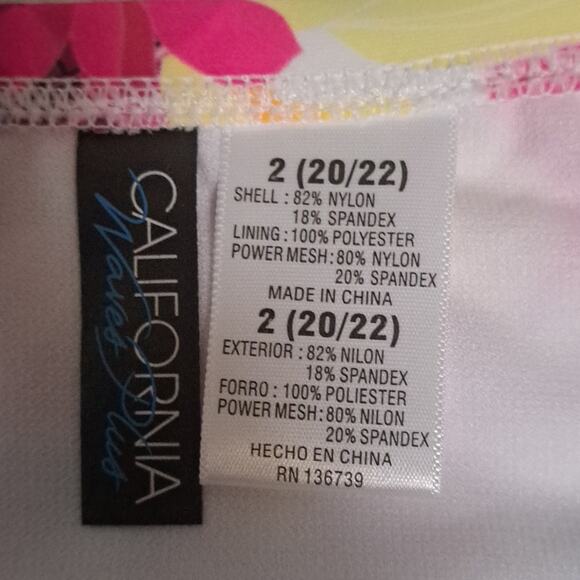 CALIFORNIA
Waves Plus
2 (20/22)
SHELL : 82% NYLON
18% SPANDEX
LINING : 100% POLYESTER
POWER MESH : 80% NYLON
20% SPANDEX
MADE IN CHINA
2 (20/22)
EXTERIOR : 82% NILON
18% SPANDEX
FORRO : 100% POLIESTER
POWER MESH : 80% NILON
20% SPANDEX
HECHO EN CHINA
RN 136739